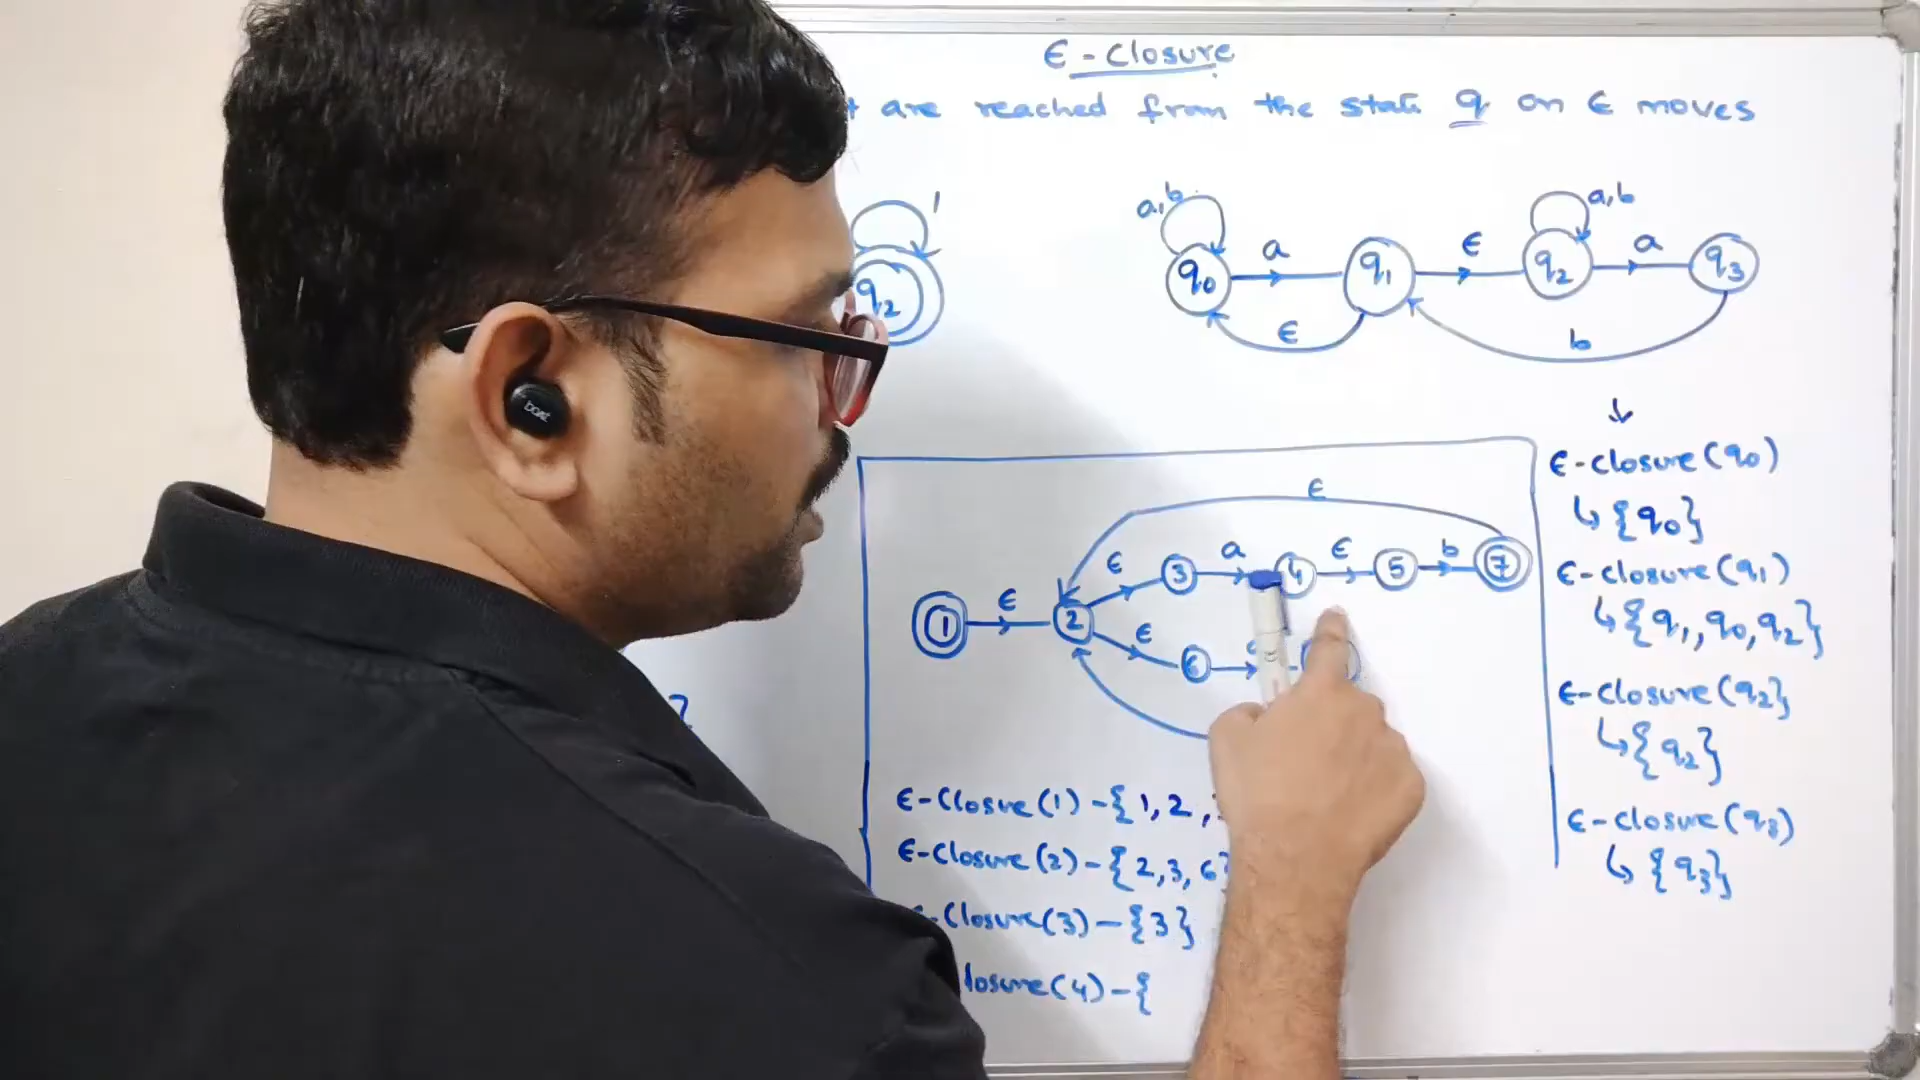 ε-closure
are reached from the state q on ε moves
1
q2
a,b
a,b
q0
a
q1
ε
q2
a
q3
ε
b
ε
1
ε
2
ε
3
a
4
ε
5
b
7
ε
6
ε-closure(q0)
↳{q0}
ε-closure(q1)
↳{q1,,q0,q2}
ε-closure(q2}
↳{q2}
ε-closure(q3)
↳{q3}
ε-Closure(1) -{1,2,
ε-Closure(2)-{2,3,6}
-Closure(3)-{3}
losure(4)-{
boat